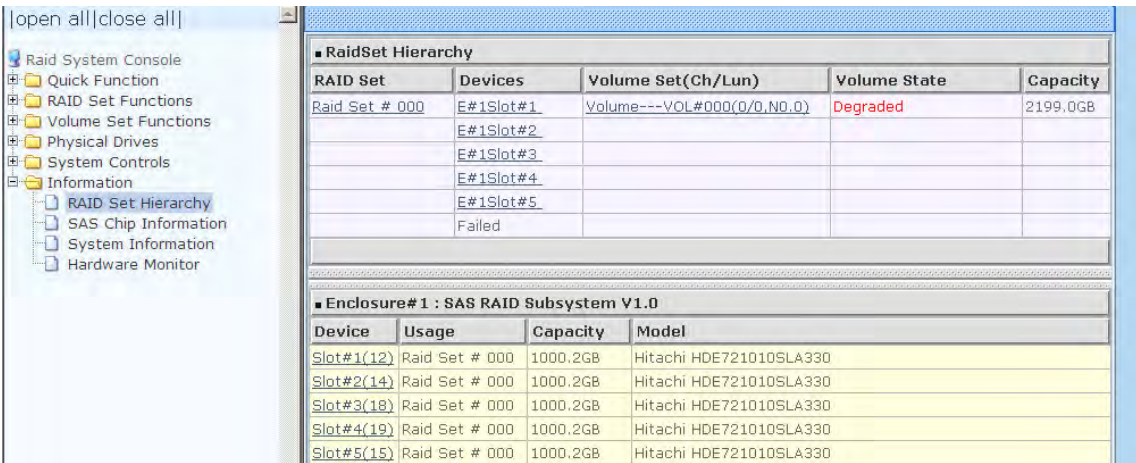 |open all|close all|
Raid System Console
Quick Function
RAID Set Functions
Volume Set Functions
Physical Drives
System Controls
Information
RAID Set Hierarchy
SAS Chip Information
System Information
Hardware Monitor
RaidSet Hierarchy
RAID Set Devices Volume Set(Ch/Lun) Volume State Capacity
Raid Set # 000 E#1Slot#1 Volume---VOL#000(0/0,N0.0) Degraded 2199.0GB
E#1Slot#2
E#1Slot#3
E#1Slot#4
E#1Slot#5
Failed
Enclosure#1 : SAS RAID Subsystem V1.0
Device Usage Capacity Model
Slot#1(12) Raid Set # 000 1000.2GB Hitachi HDE721010SLA330
Slot#2(14) Raid Set # 000 1000.2GB Hitachi HDE721010SLA330
Slot#3(18) Raid Set # 000 1000.2GB Hitachi HDE721010SLA330
Slot#4(19) Raid Set # 000 1000.2GB Hitachi HDE721010SLA330
Slot#5(15) Raid Set # 000 1000.2GB Hitachi HDE721010SLA330